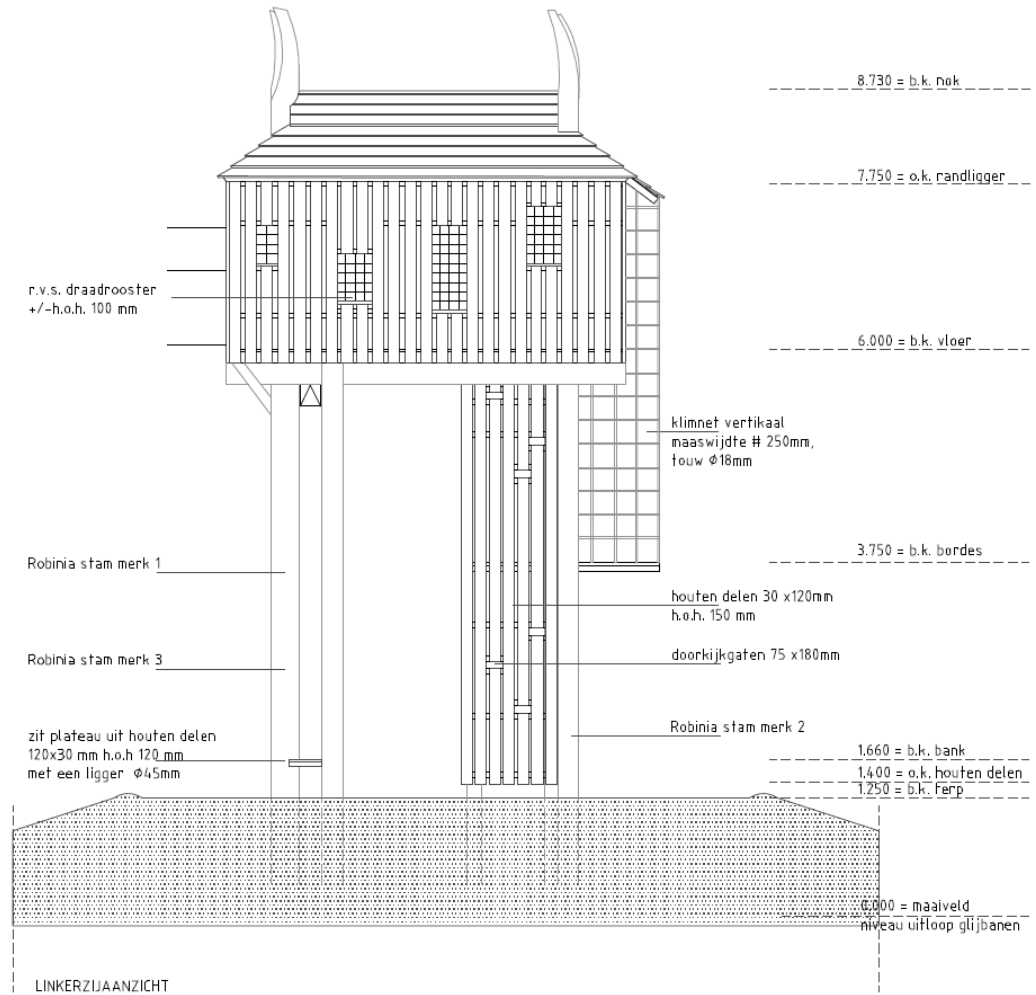 8.730 = b.k. nok
7.750 = o.k. randligger
r.v.s. draadrooster
+/-h.o.h. 100 mm
6.000 = b.k. vloer
klimnet vertikaal
maaswijdte # 250mm,
touw Ø18mm
3.750 = b.k. bordes
Robinia stam merk 1
houten delen 30 x120mm
h.o.h. 150 mm
doorkijkgaten 75 x180mm
Robinia stam merk 3
Robinia stam merk 2
zit plateau uit houten delen
120x30 mm h.o.h 120 mm
met een ligger Ø45mm
1.660 = b.k. bank
1.400 = o.k. houten delen
1.250 = b.k. terp
0.000 = maaiveld
niveau uitloop glijbanen
LINKERZIJAANZICHT